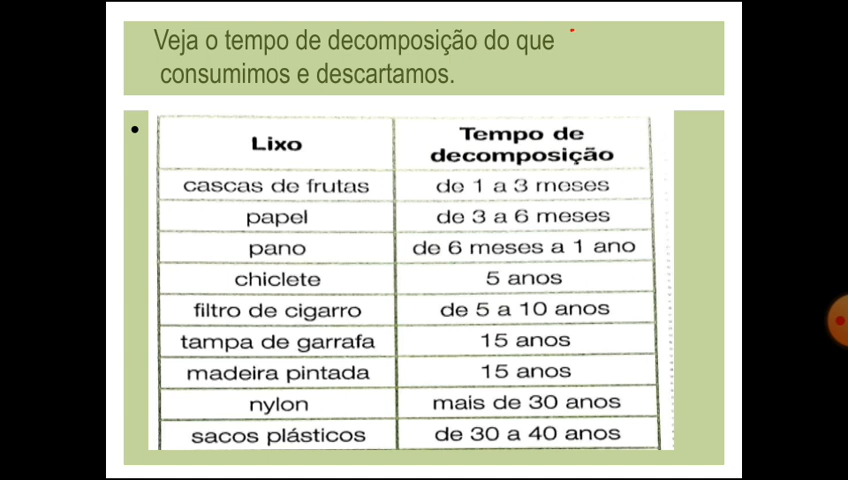 Veja o tempo de decomposição do que
consumimos e descartamos.
Lixo
Tempo de
decomposição
cascas de frutas de 1 a 3 meses
papel de 3 a 6 meses
pano de 6 meses a 1 ano
chiclete 5 anos
filtro de cigarro de 5 a 10 anos
tampa de garrafa 15 anos
madeira pintada 15 anos
nylon mais de 30 anos
sacos plásticos de 30 a 40 anos